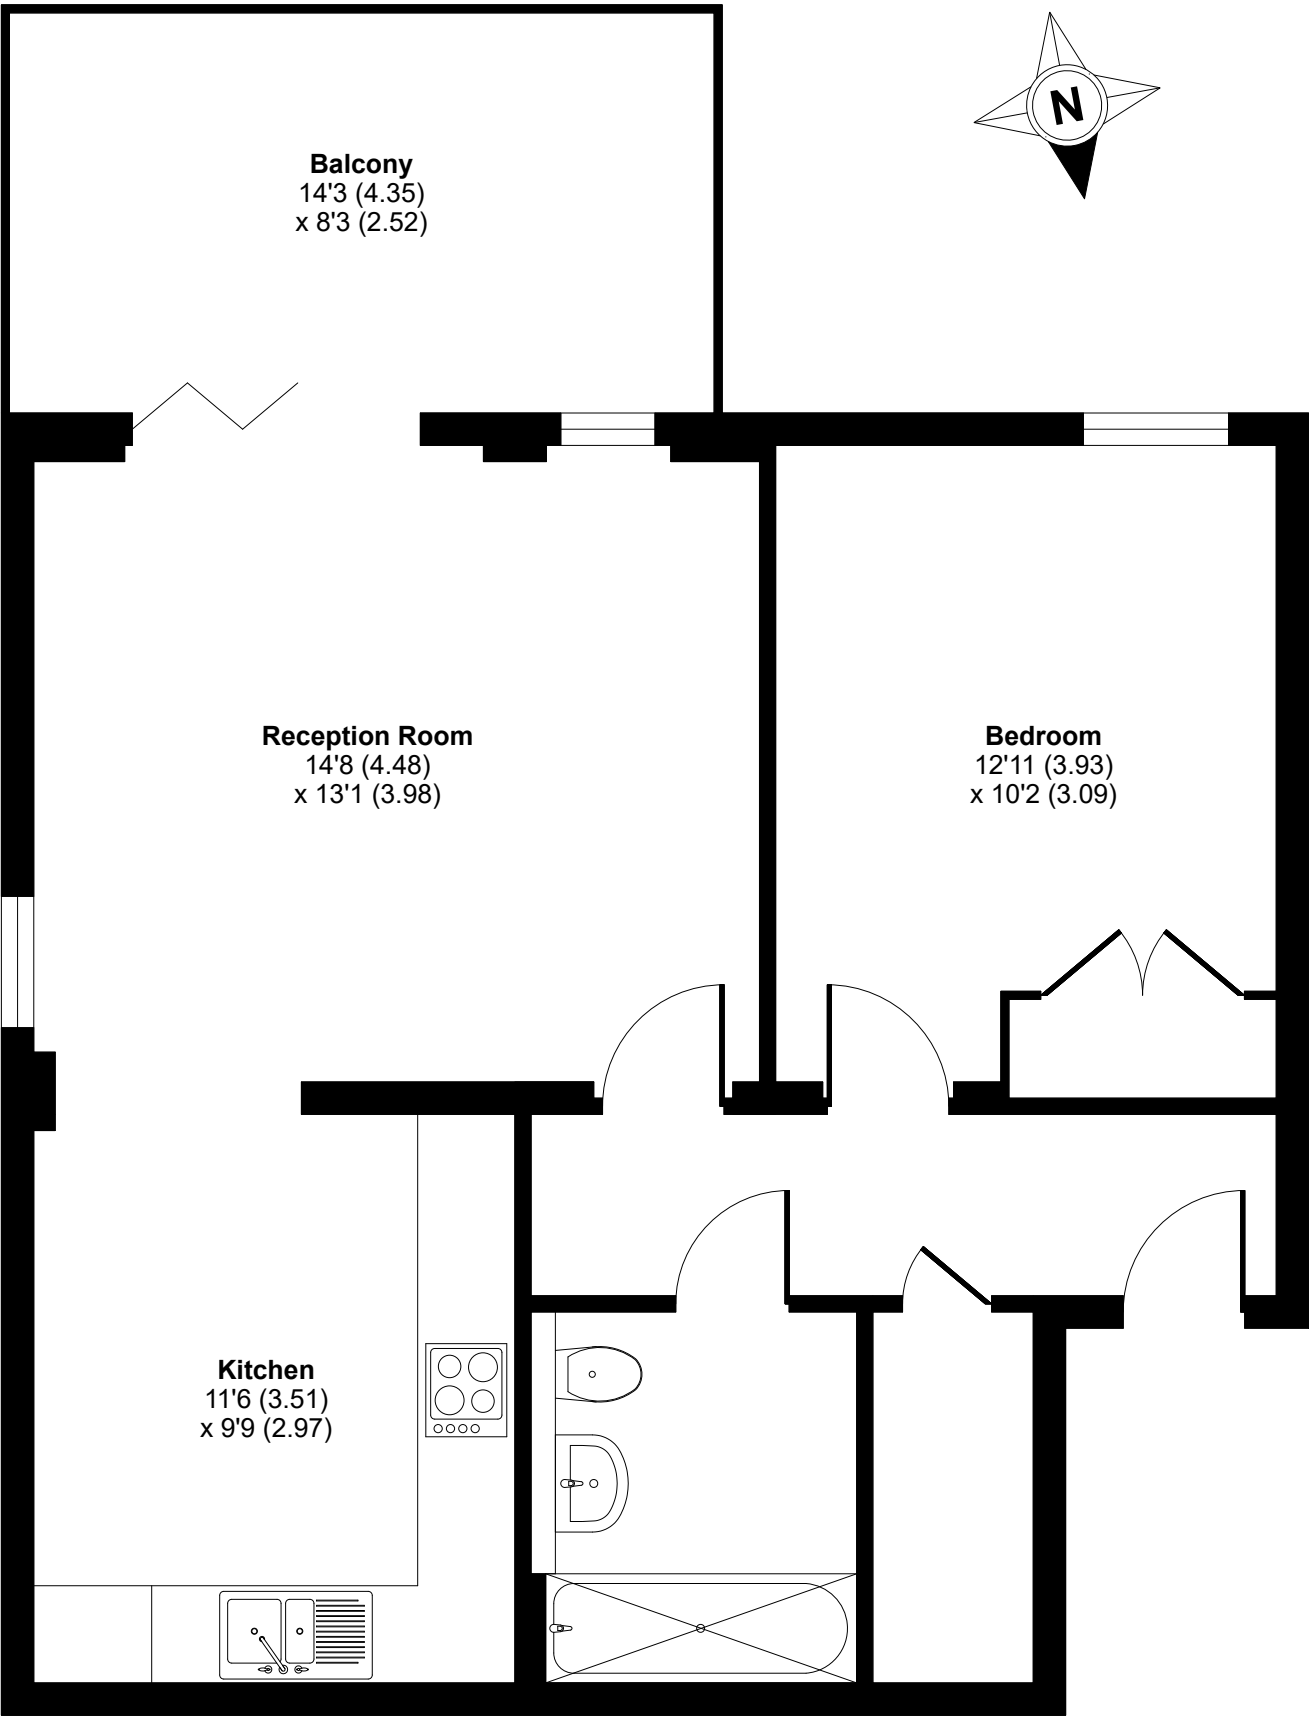 N
Balcony
14'3 (4.35)
x 8'3 (2.52)
Reception Room
14'8 (4.48)
x 13'1 (3.98)
Bedroom
12'11 (3.93)
x 10'2 (3.09)
Kitchen
11'6 (3.51)
x 9'9 (2.97)